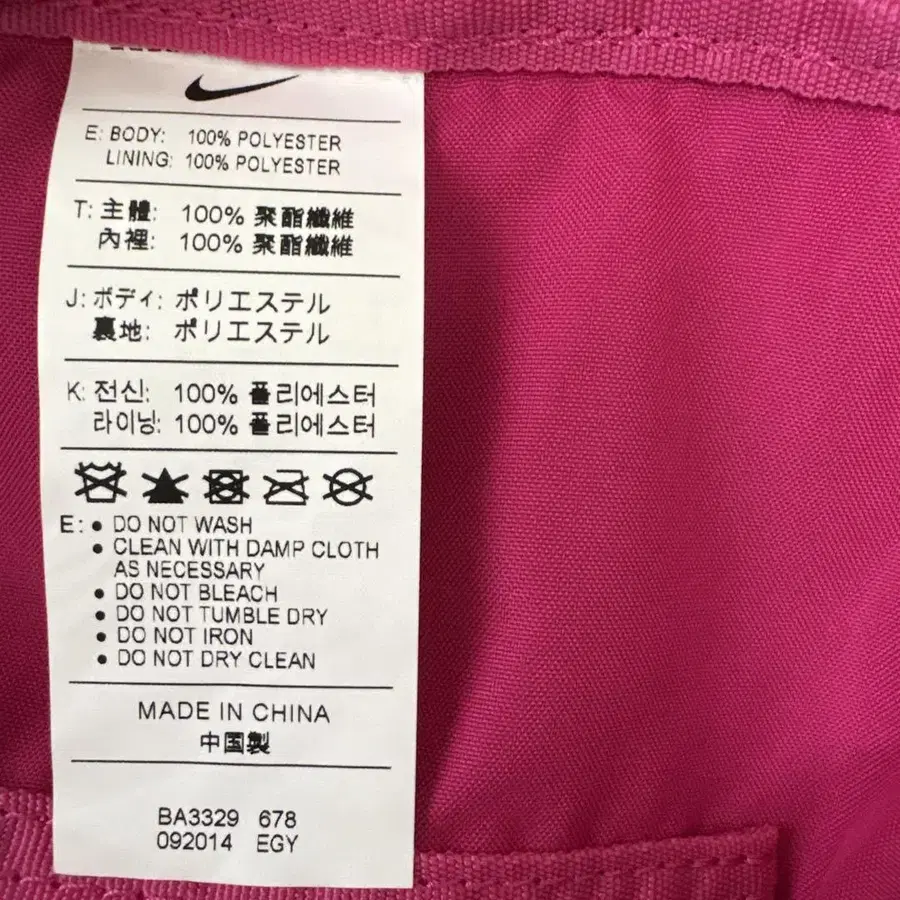 E: BODY: 100% POLYESTER
LINING: 100% POLYESTER
T: 主體: 100% 聚酯纖維
內裡: 100% 聚酯纖維
J: ボディ: ポリエステル
裏地: ポリエステル
K: 전신: 100% 폴리에스터
라이닝: 100% 폴리에스터
E: • DO NOT WASH
• CLEAN WITH DAMP CLOTH
AS NECESSARY
• DO NOT BLEACH
• DO NOT TUMBLE DRY
• DO NOT IRON
• DO NOT DRY CLEAN
MADE IN CHINA
中国製
BA3329 678
092014 EGY